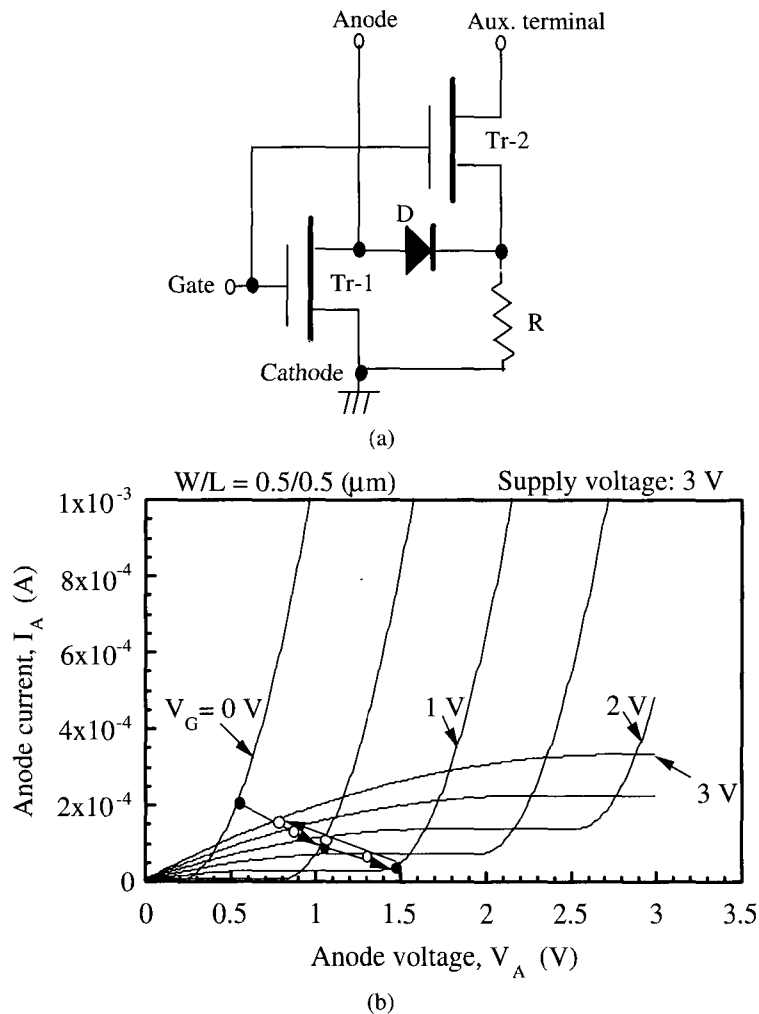 Anode
Aux. terminal
Tr-2
D
Gate
Tr-1
R
Cathode
(a)
W/L = 0.5/0.5 (μm)
Supply voltage: 3 V
1x10⁻³
8x10⁻⁴
6x10⁻⁴
4x10⁻⁴
2x10⁻⁴
0
Anode current, I_A (A)
V_G= 0 V
1 V
2 V
3 V
0
0.5
1
1.5
2
2.5
3
3.5
Anode voltage, V_A (V)
(b)